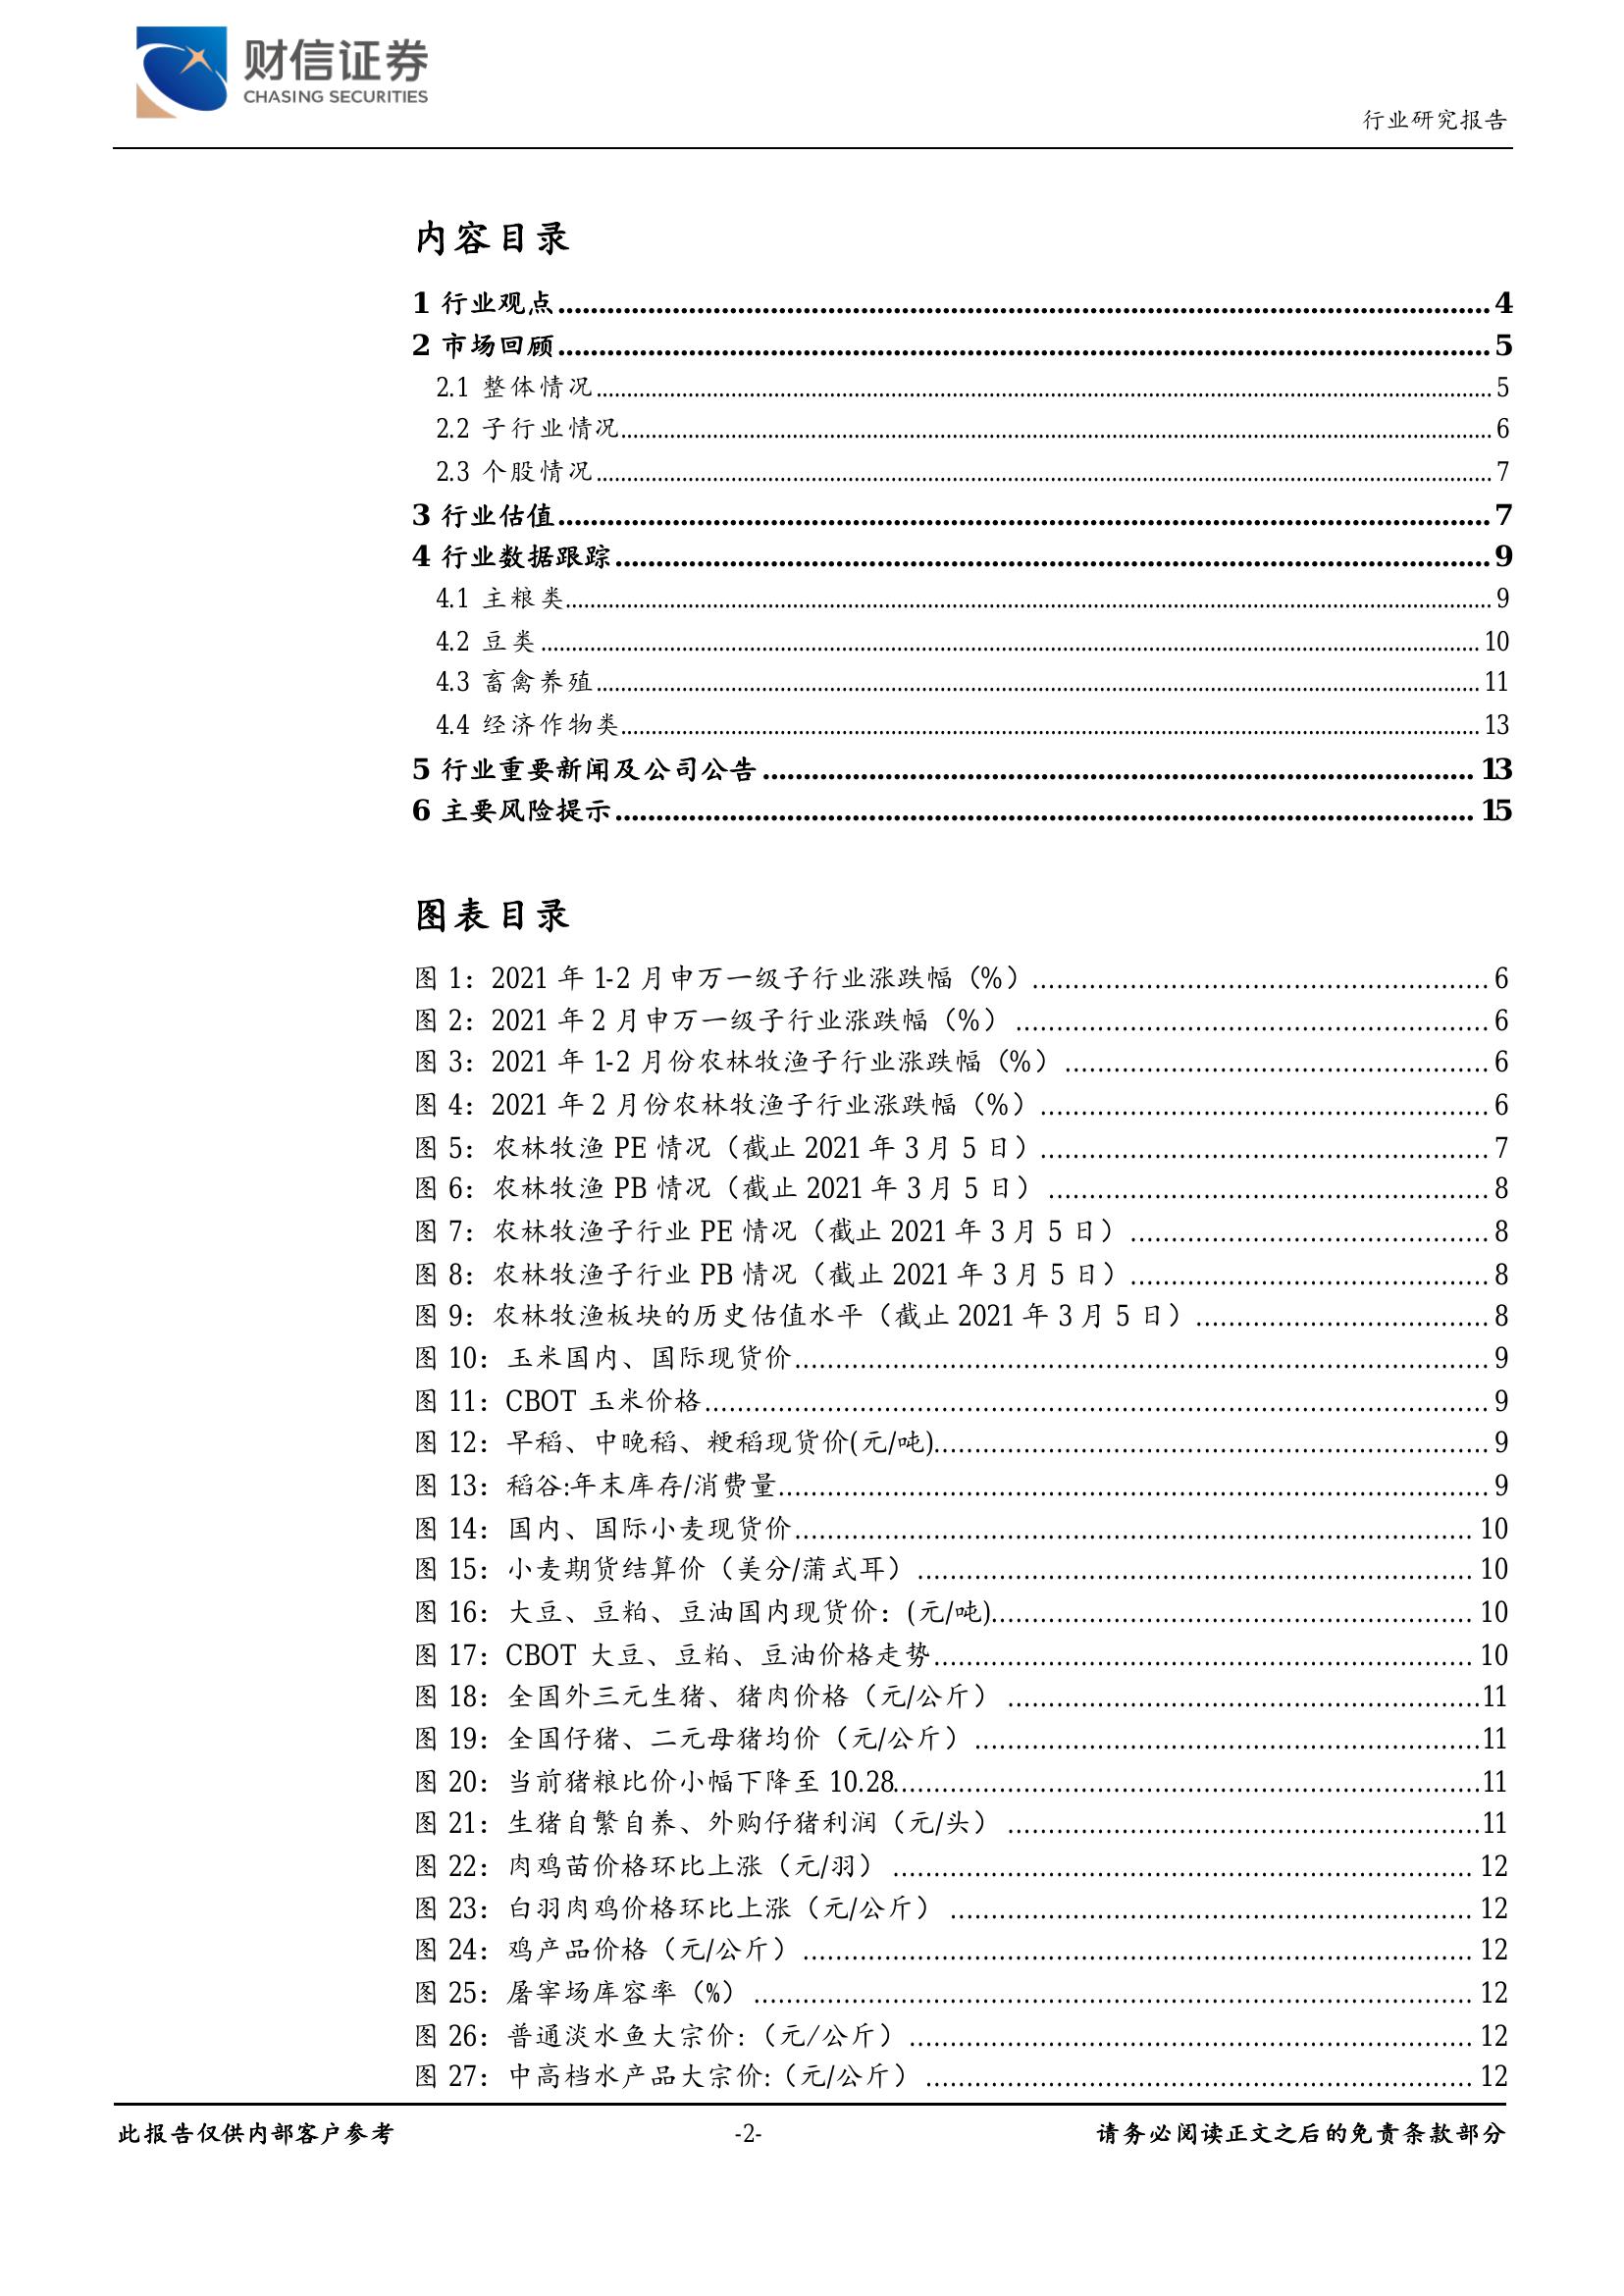 财信证券
CHASING SECURITIES
行业研究报告
内容目录
1 行业观点........................................4
2 市场回顾........................................5
2.1 整体情况........................................5
2.2 子行业情况........................................6
2.3 个股情况........................................7
3 行业估值........................................7
4 行业数据跟踪........................................9
4.1 主粮类........................................9
4.2 豆类........................................10
4.3 畜禽养殖........................................11
4.4 经济作物类........................................13
5 行业重要新闻及公司公告........................................13
6 主要风险提示........................................15
图表目录
图 1：2021 年 1-2 月申万一级子行业涨跌幅（%）........................................6
图 2：2021 年 2 月申万一级子行业涨跌幅（%）........................................6
图 3：2021 年 1-2 月份农林牧渔子行业涨跌幅（%）........................................6
图 4：2021 年 2 月份农林牧渔子行业涨跌幅（%）........................................6
图 5：农林牧渔 PE 情况（截止 2021 年 3 月 5 日）........................................7
图 6：农林牧渔 PB 情况（截止 2021 年 3 月 5 日）........................................8
图 7：农林牧渔子行业 PE 情况（截止 2021 年 3 月 5 日）........................................8
图 8：农林牧渔子行业 PB 情况（截止 2021 年 3 月 5 日）........................................8
图 9：农林牧渔板块的历史估值水平（截止 2021 年 3 月 5 日）........................................8
图 10：玉米国内、国际现货价........................................9
图 11：CBOT 玉米价格........................................9
图 12：早稻、中晚稻、粳稻现货价(元/吨)........................................9
图 13：稻谷:年末库存/消费量........................................9
图 14：国内、国际小麦现货价........................................10
图 15：小麦期货结算价（美分/蒲式耳）........................................10
图 16：大豆、豆粕、豆油国内现货价：(元/吨)........................................10
图 17：CBOT 大豆、豆粕、豆油价格走势........................................10
图 18：全国外三元生猪、猪肉价格（元/公斤）........................................11
图 19：全国仔猪、二元母猪均价（元/公斤）........................................11
图 20：当前猪粮比价小幅下降至 10.28........................................11
图 21：生猪自繁自养、外购仔猪利润（元/头）........................................11
图 22：肉鸡苗价格环比上涨（元/羽）........................................12
图 23：白羽肉鸡价格环比上涨（元/公斤）........................................12
图 24：鸡产品价格（元/公斤）........................................12
图 25：屠宰场库容率（%）........................................12
图 26：普通淡水鱼大宗价:（元/公斤）........................................12
图 27：中高档水产品大宗价:（元/公斤）........................................12
此报告仅供内部客户参考
-2-
请务必阅读正文之后的免责条款部分